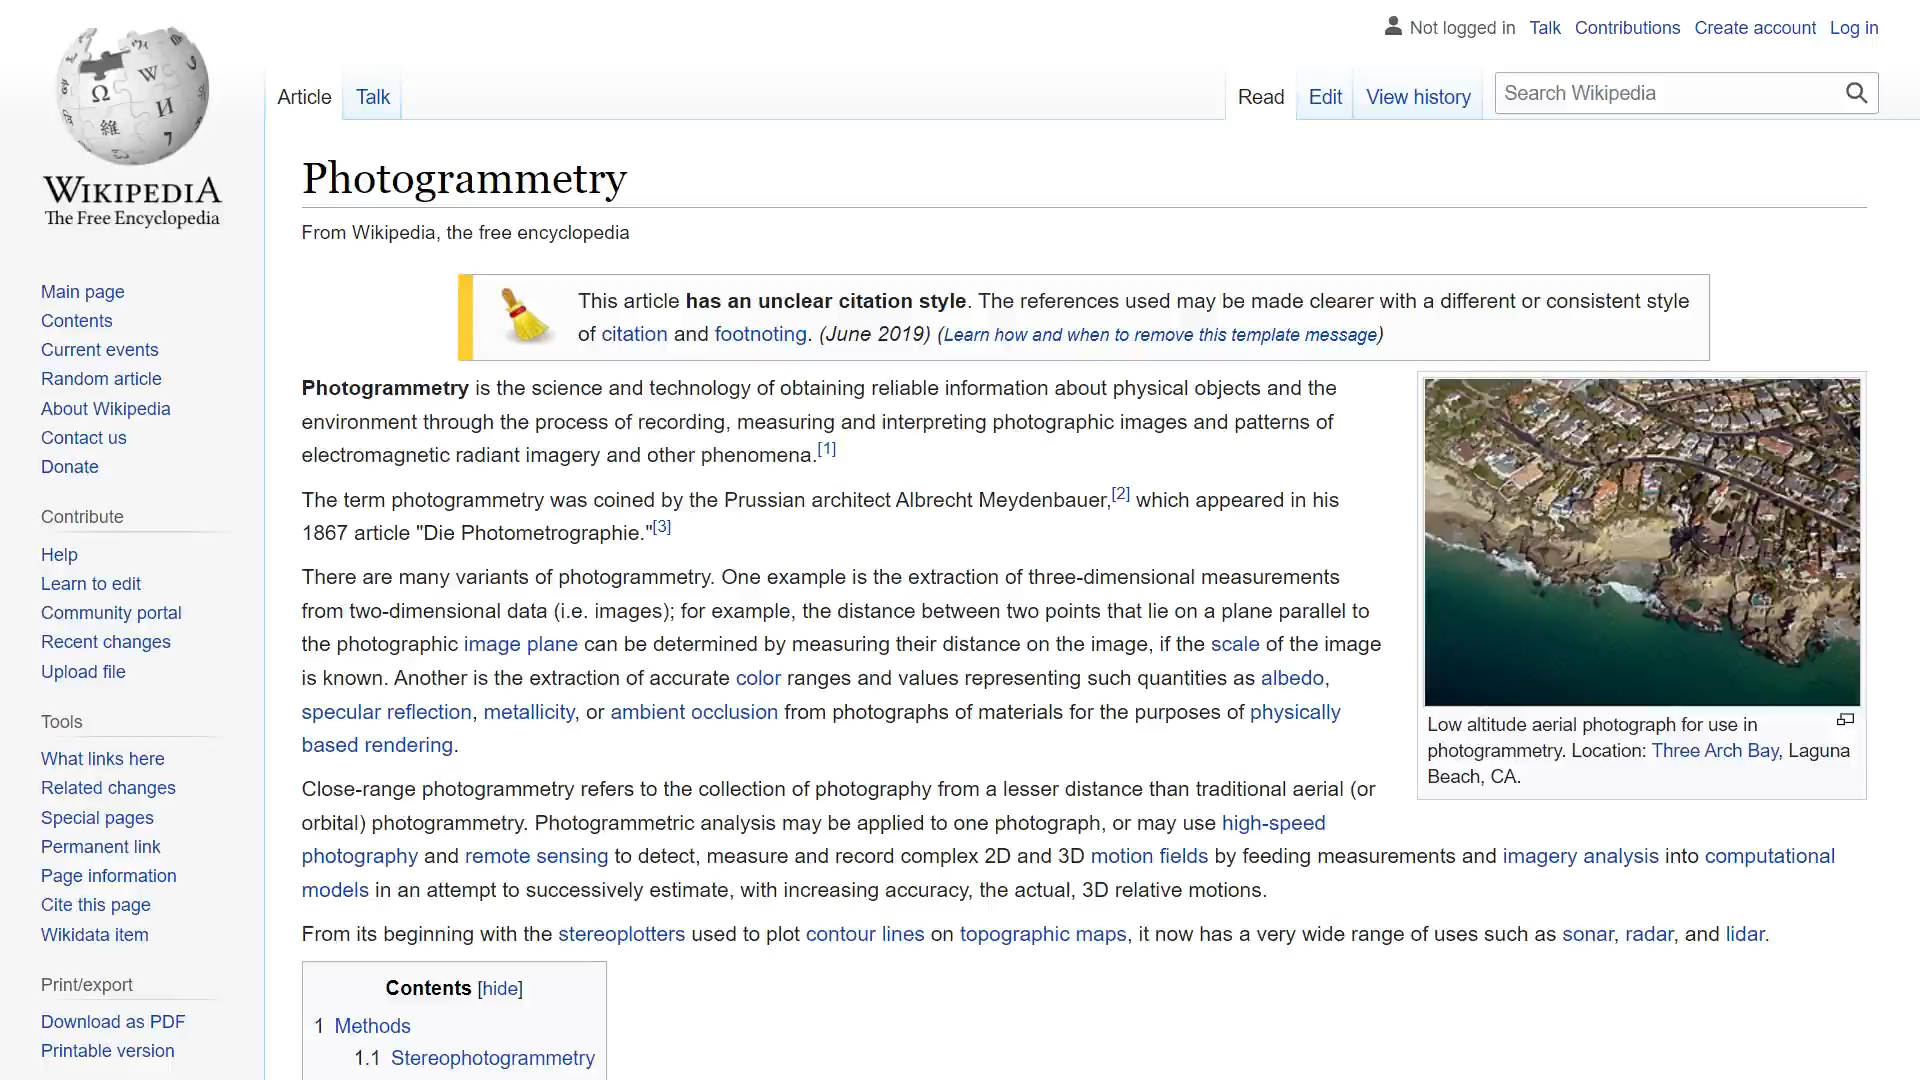 Not logged in Talk Contributions Create account Log in
Article Talk Read Edit View history Search Wikipedia
WIKIPEDIA
The Free Encyclopedia
Main page
Contents
Current events
Random article
About Wikipedia
Contact us
Donate
Contribute
Help
Learn to edit
Community portal
Recent changes
Upload file
Tools
What links here
Related changes
Special pages
Permanent link
Page information
Cite this page
Wikidata item
Print/export
Download as PDF
Printable version
Photogrammetry
From Wikipedia, the free encyclopedia
This article has an unclear citation style. The references used may be made clearer with a different or consistent style
of citation and footnoting. (June 2019) (Learn how and when to remove this template message)
Photogrammetry is the science and technology of obtaining reliable information about physical objects and the
environment through the process of recording, measuring and interpreting photographic images and patterns of
electromagnetic radiant imagery and other phenomena.[1]
The term photogrammetry was coined by the Prussian architect Albrecht Meydenbauer,[2] which appeared in his
1867 article "Die Photometrographie."[3]
There are many variants of photogrammetry. One example is the extraction of three-dimensional measurements
from two-dimensional data (i.e. images); for example, the distance between two points that lie on a plane parallel to
the photographic image plane can be determined by measuring their distance on the image, if the scale of the image
is known. Another is the extraction of accurate color ranges and values representing such quantities as albedo,
specular reflection, metallicity, or ambient occlusion from photographs of materials for the purposes of physically
based rendering.
Close-range photogrammetry refers to the collection of photography from a lesser distance than traditional aerial (or
orbital) photogrammetry. Photogrammetric analysis may be applied to one photograph, or may use high-speed
photography and remote sensing to detect, measure and record complex 2D and 3D motion fields by feeding measurements and imagery analysis into computational
models in an attempt to successively estimate, with increasing accuracy, the actual, 3D relative motions.
From its beginning with the stereoplotters used to plot contour lines on topographic maps, it now has a very wide range of uses such as sonar, radar, and lidar.
Low altitude aerial photograph for use in
photogrammetry. Location: Three Arch Bay, Laguna
Beach, CA.
Contents [hide]
1 Methods
1.1 Stereophotogrammetry